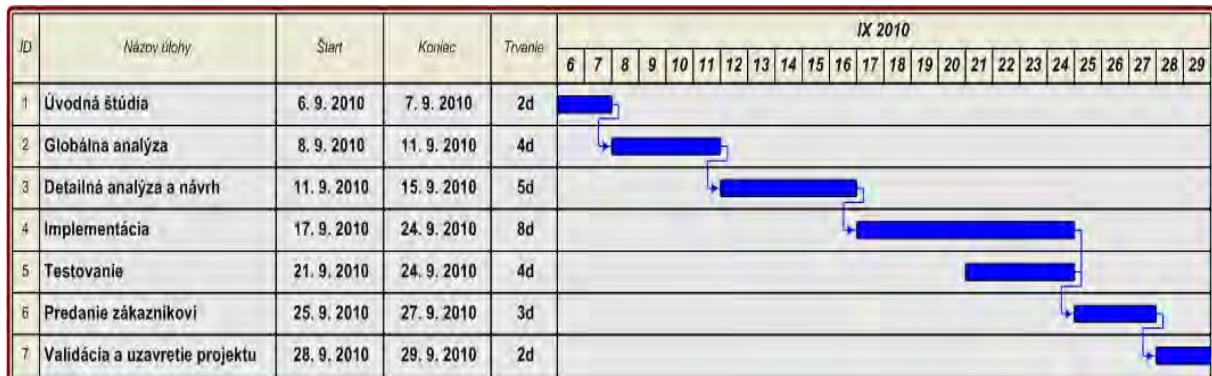 ID Názov úlohy Štart Koniec Trvanie IX 2010
6 7 8 9 10 11 12 13 14 15 16 17 18 19 20 21 22 23 24 25 26 27 28 29
1 Úvodná štúdia 6. 9. 2010 7. 9. 2010 2d
2 Globálna analýza 8. 9. 2010 11. 9. 2010 4d
3 Detailná analýza a návrh 11. 9. 2010 15. 9. 2010 5d
4 Implementácia 17. 9. 2010 24. 9. 2010 8d
5 Testovanie 21. 9. 2010 24. 9. 2010 4d
6 Predanie zákazníkovi 25. 9. 2010 27. 9. 2010 3d
7 Validácia a uzavretie projektu 28. 9. 2010 29. 9. 2010 2d